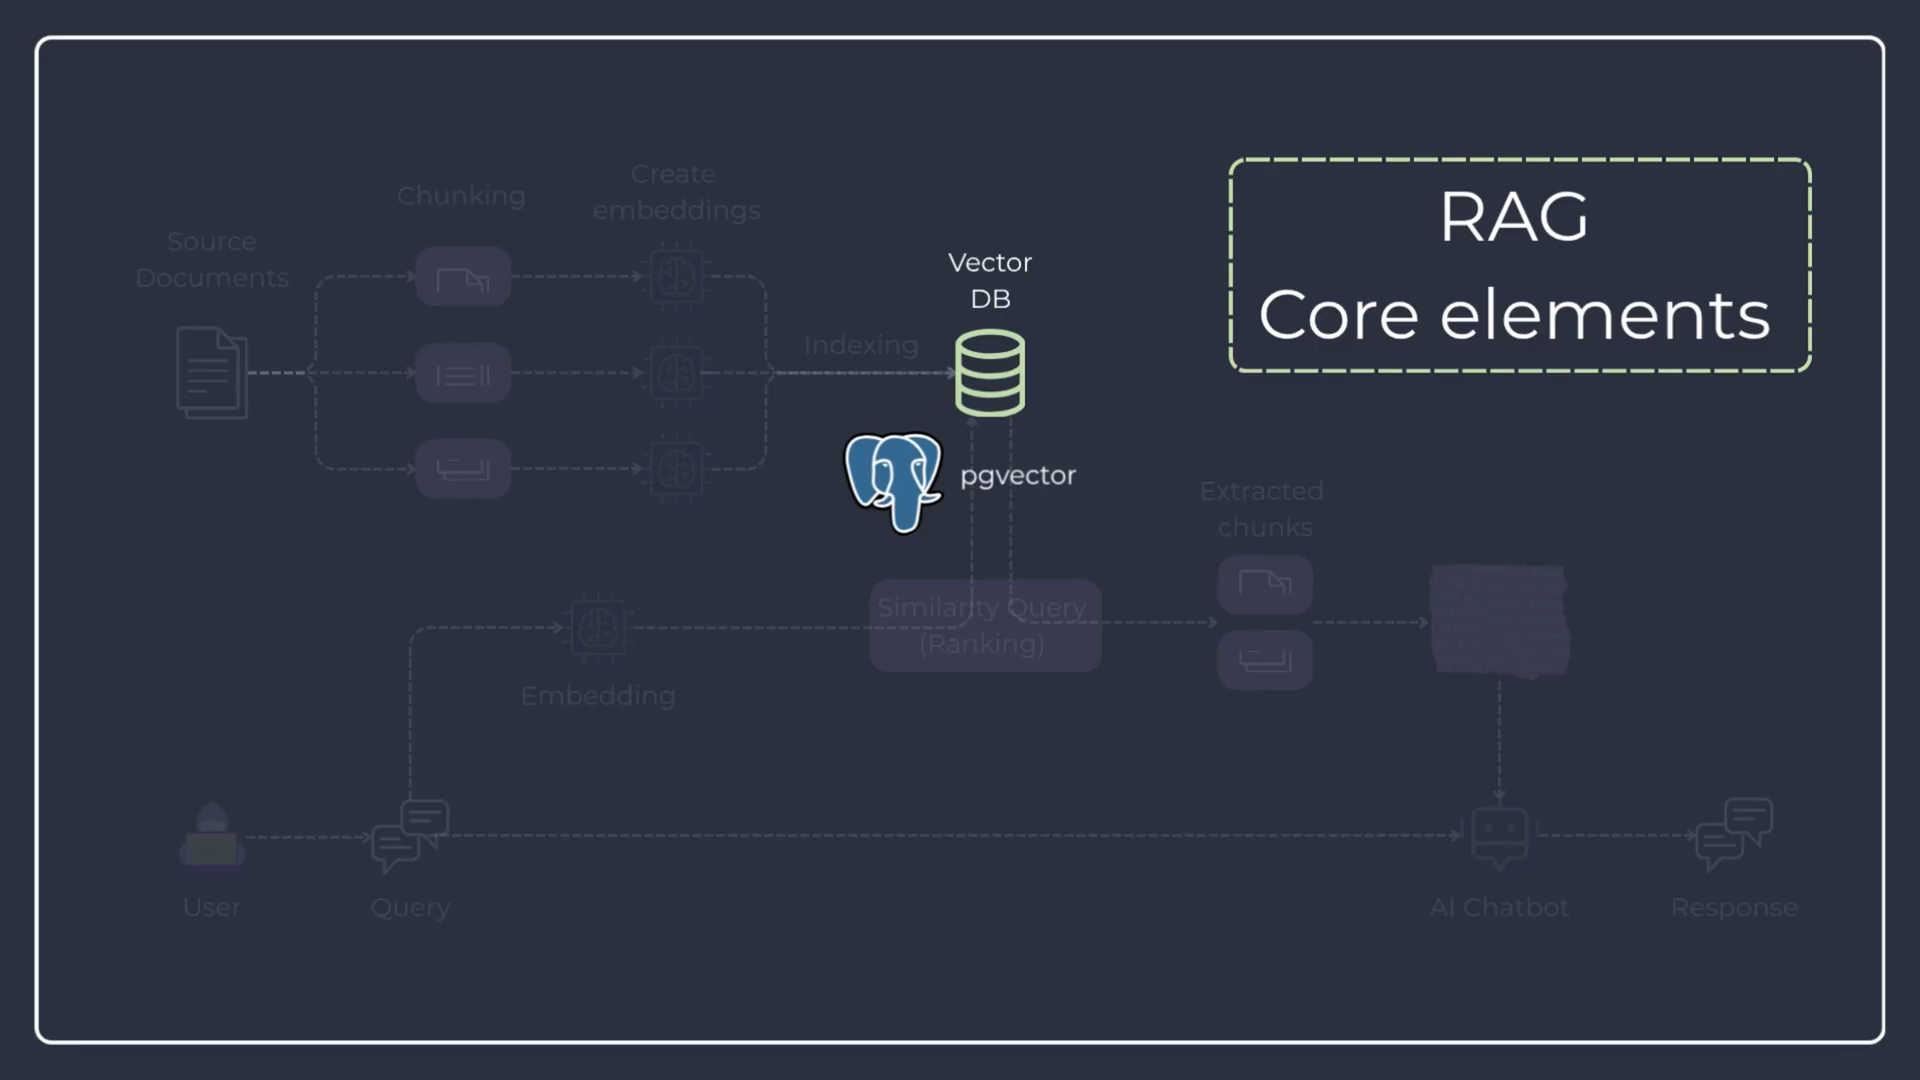 RAG
Core elements
Create
embeddings
Chunking
Source
Documents
Vector
DB
Indexing
pgvector
Extracted
chunks
Similarity Query
(Ranking)
Embedding
User
Query
AI Chatbot
Response